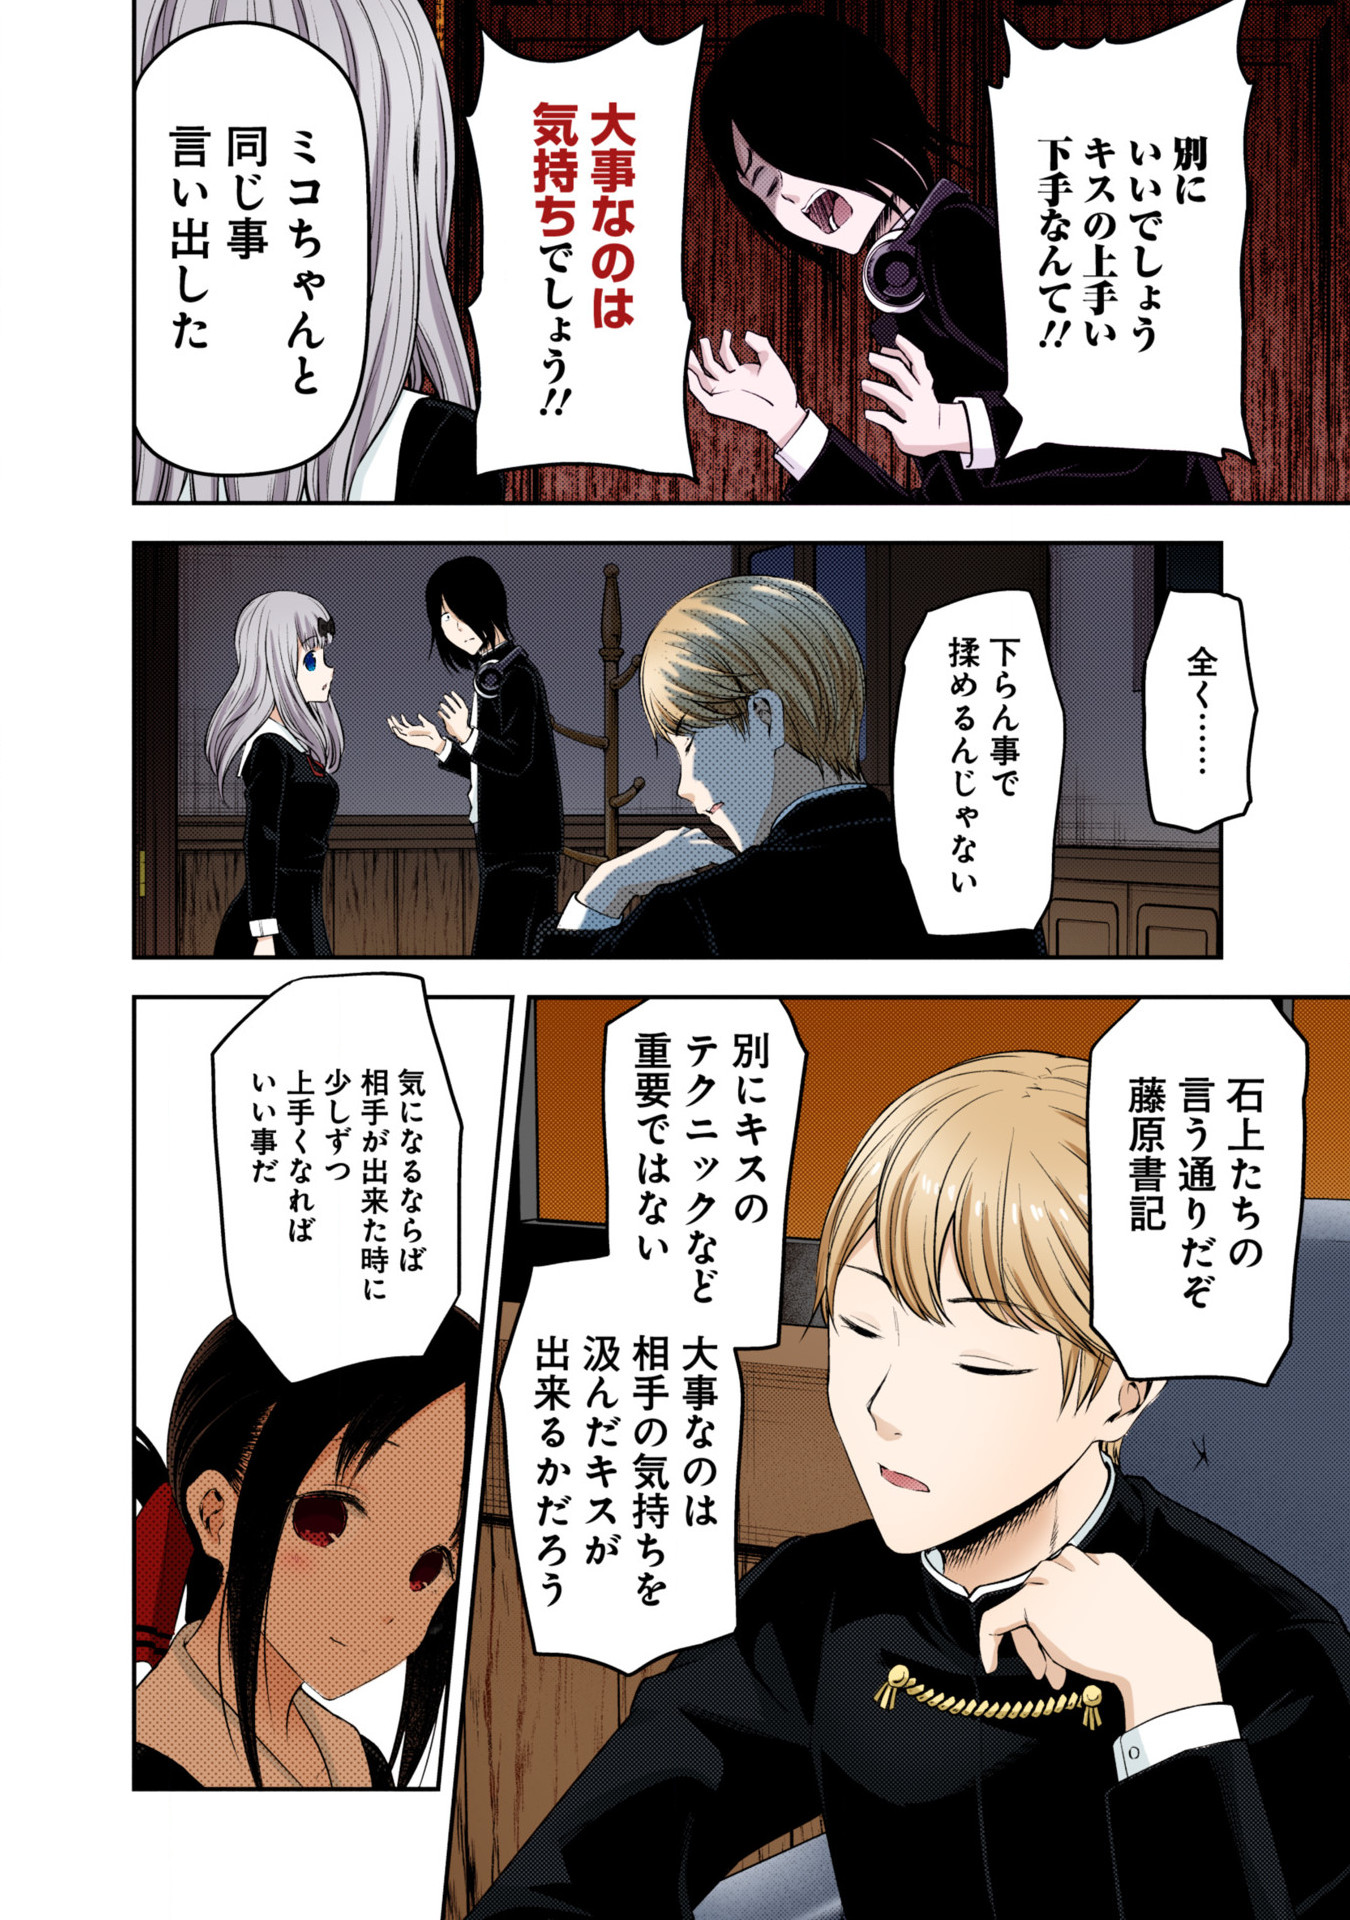 別に
いいでしょう
キスの上手い
下手なんて!!
大事なのは
気持ちでしょう!!
ミコちゃんと
同じ事
言い出した
全く……
下らん事で
揉めるんじゃない
石上たちの
言う通りだぞ
藤原書記
別にキスの
テクニックなど
重要ではない
大事なのは
相手の気持ちを
汲んだキスが
出来るかだろう
気になるならば
相手が出来た時に
少しずつ
上手くなれば
いい事だ